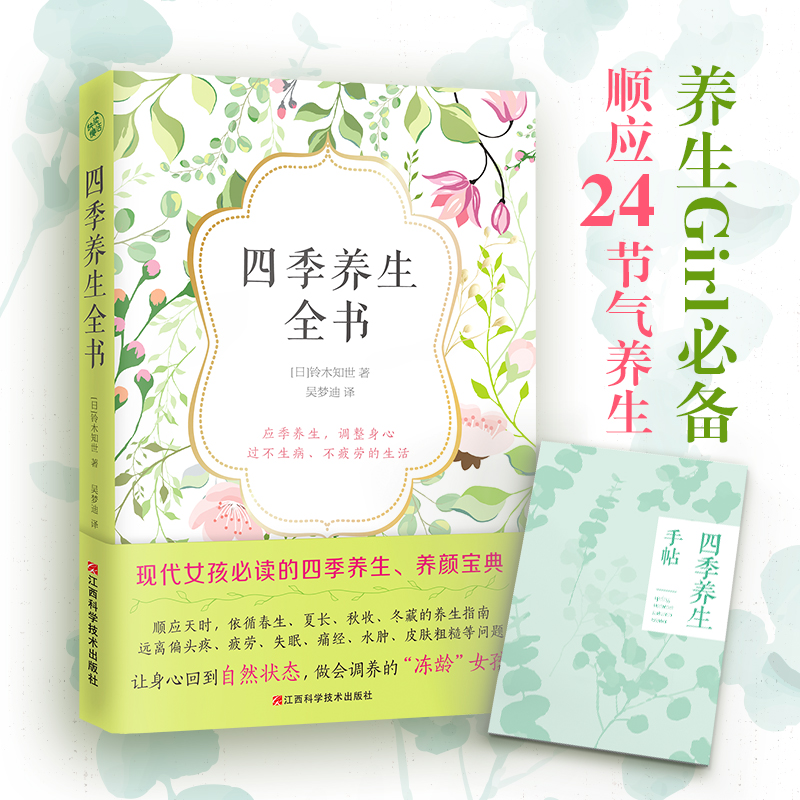 养生Girl必备
顺应24节气养生
四季养生
全书
[日]铃木知世 著
吴梦迪 译
应季养生，调整身心
过不生病、不疲劳的生活
现代女孩必读的四季养生、养颜宝典
顺应天时，依循春生、夏长、秋收、冬藏的养生指南
远离偏头疼、疲劳、失眠、痛经、水肿、皮肤粗糙等问题
让身心回到自然状态，做会调养的“冻龄”女孩
江西科学技术出版社
四季养生全书
[日]铃木知世 著
吴梦迪 译
江西科学技术出版社
四季养生
手帖